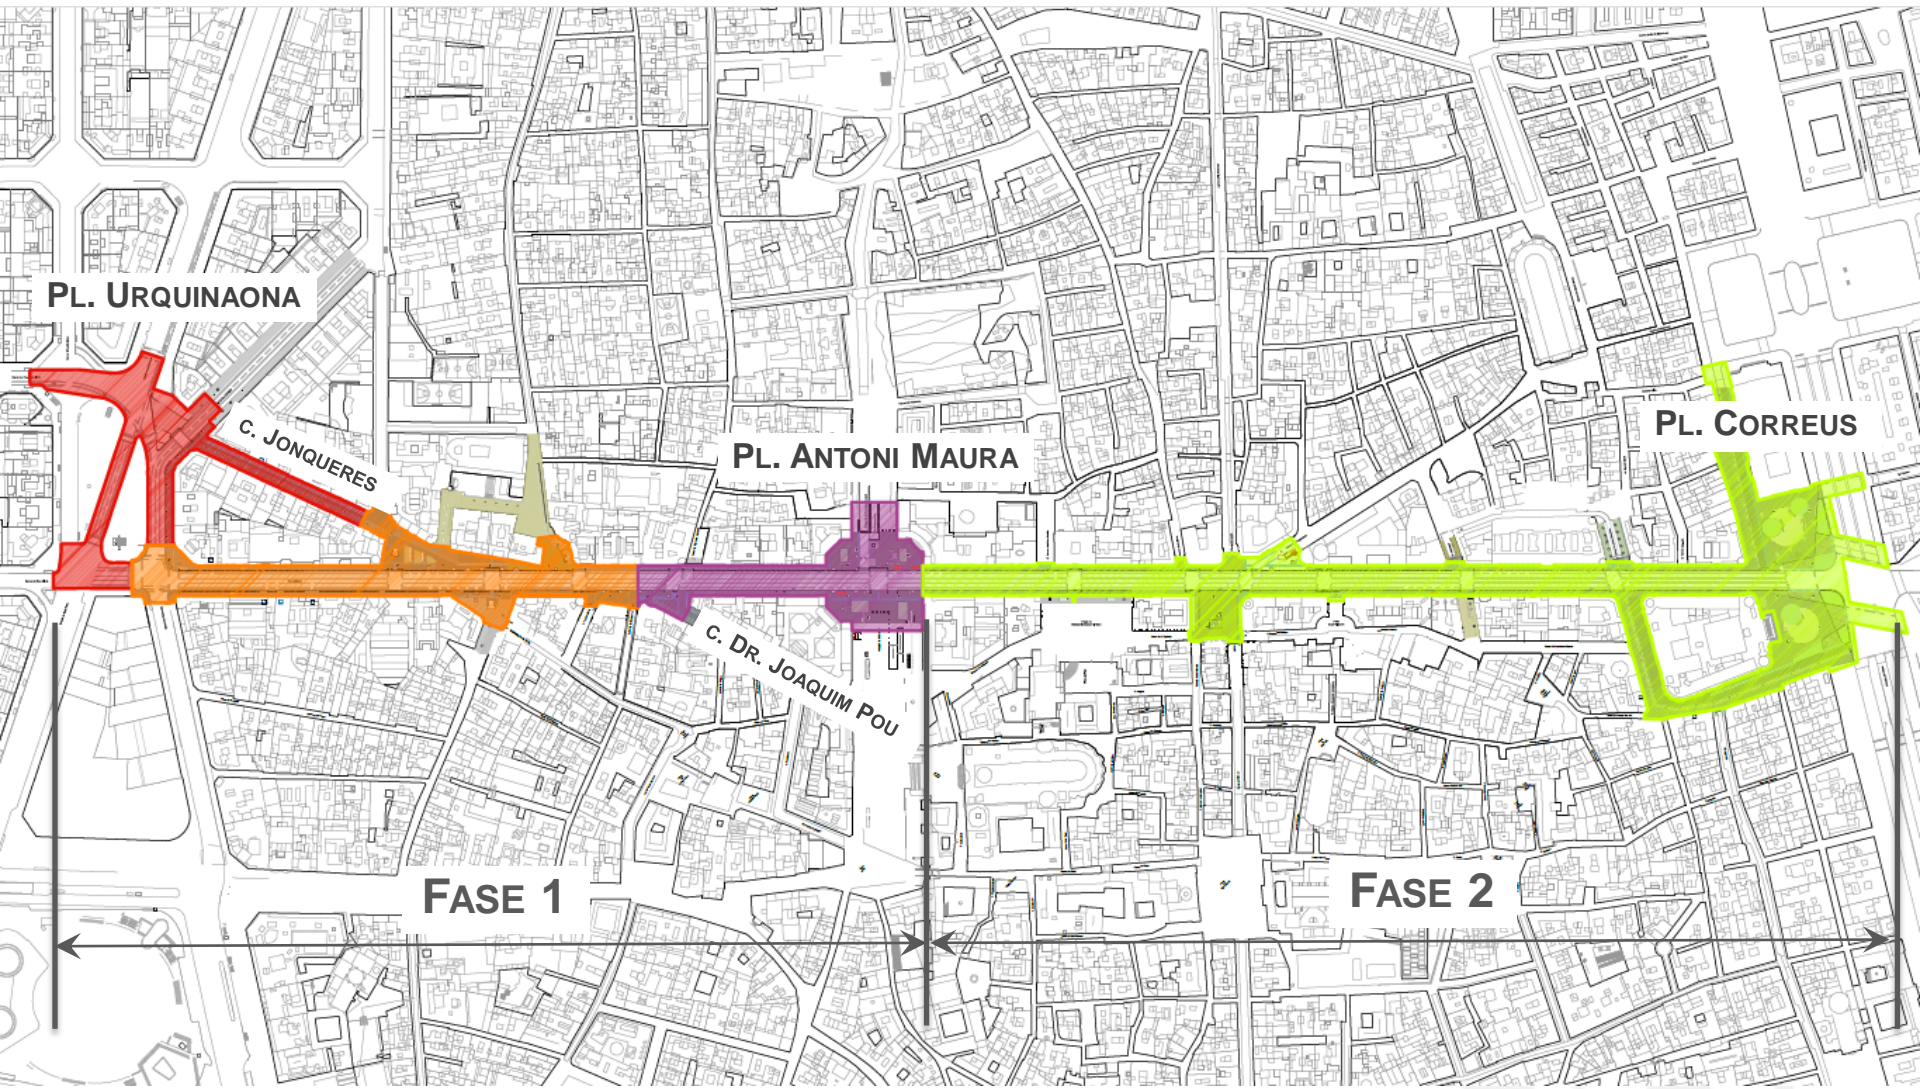 PL. URQUINAONA
C. JONQUERES
PL. ANTONI MAURA
PL. CORREUS
C. DR. JOAQUIM POU
FASE 1
FASE 2